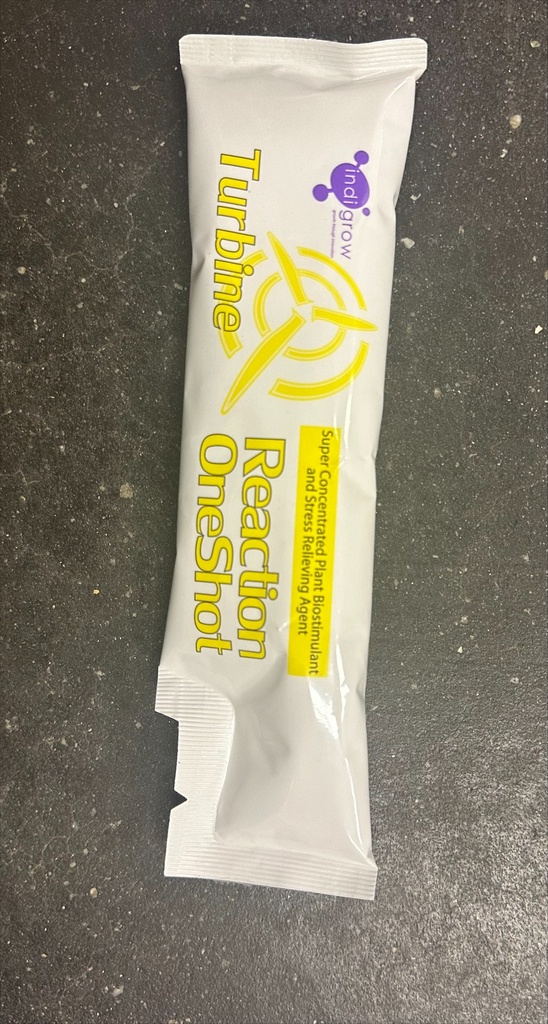 indigrow
Turbine
Super Concentrated Plant Biostimulant
and Stress Relieving Agent
Reaction
OneShot